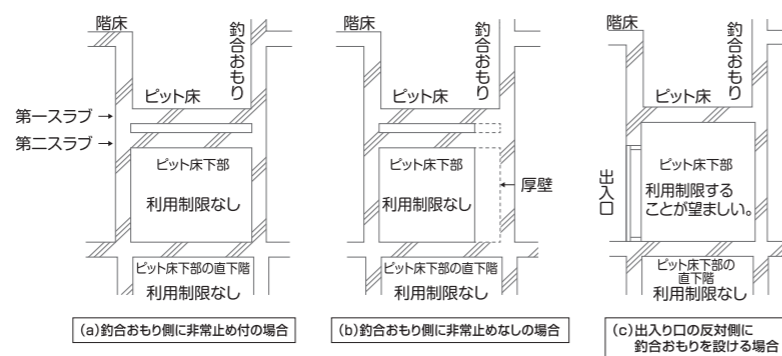 階床
釣合おもり
ピット床
第一スラブ
第二スラブ
ピット床下部
利用制限なし
ピット床下部の直下階
利用制限なし
(a)釣合おもり側に非常止め付の場合
階床
釣合おもり
ピット床
ピット床下部
利用制限なし
厚壁
ピット床下部の直下階
利用制限なし
(b)釣合おもり側に非常止めなしの場合
階床
釣合おもり
ピット床
ピット床下部
利用制限する
ことが望ましい。
出入口
ピット床下部の
直下階
利用制限なし
(c)出入り口の反対側に
釣合おもりを設ける場合